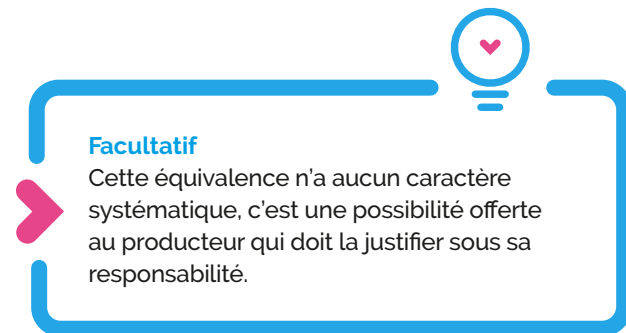 Facultatif
Cette équivalence n’a aucun caractère
systématique, c’est une possibilité offerte
au producteur qui doit la justifier sous sa
responsabilité.